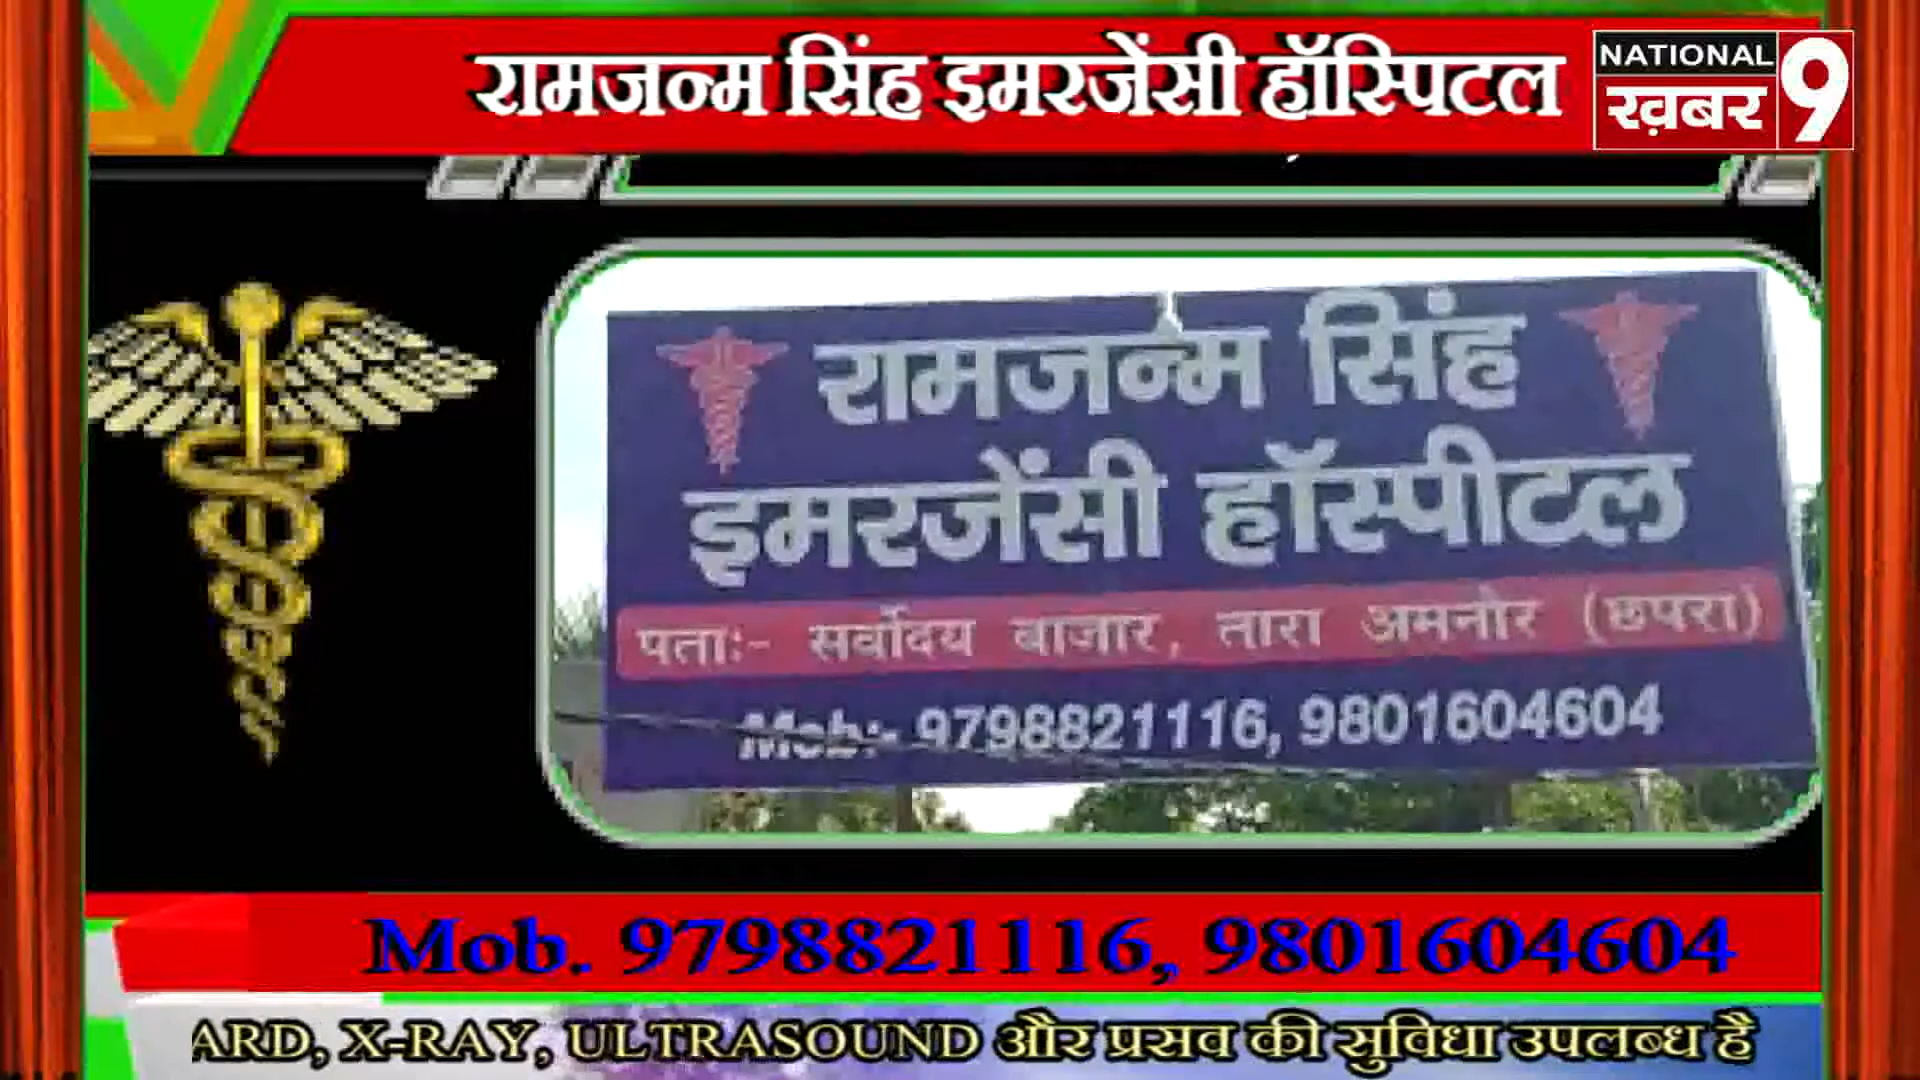 रामजन्म सिंह इमरजेंसी हॉस्पिटल
NATIONAL
ख़बर 9
रामजन्म सिंह
इमरजेंसी हॉस्पीटल
पताः- सर्वोदय बाजार, तारा अमनोर (छपरा)
Mob:- 9798821116, 9801604604
Mob. 9798821116, 9801604604
ARD, X-RAY, ULTRASOUND और प्रसव की सुविधा उपलब्ध है